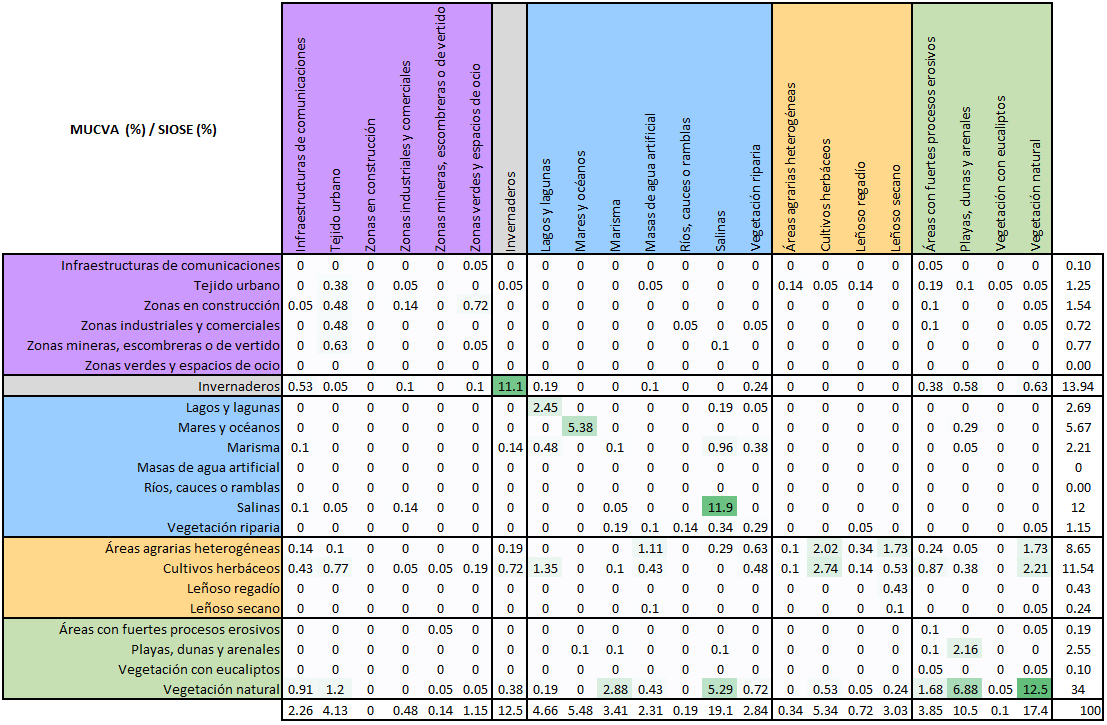 MUCVA (%) / SIOSE (%)
Infraestructuras de comunicaciones
Tejido urbano
Zonas en construcción
Zonas industriales y comerciales
Zonas mineras, escombreras o de vertido
Zonas verdes y espacios de ocio
Invernaderos
Lagos y lagunas
Mares y océanos
Marisma
Masas de agua artificial
Ríos, cauces o ramblas
Salinas
Vegetación riparia
Áreas agrarias heterogéneas
Cultivos herbáceos
Leñoso regadío
Leñoso secano
Áreas con fuertes procesos erosivos
Playas, dunas y arenales
Vegetación con eucaliptos
Vegetación natural
Infraestructuras de comunicaciones 0 0 0 0 0 0.05 0 0 0 0 0 0 0 0 0 0 0 0 0.05 0 0 0 0.10
Tejido urbano 0 0.38 0 0.05 0 0 0.05 0 0 0 0.05 0 0 0 0.14 0.05 0.14 0 0.19 0.1 0.05 0.05 1.25
Zonas en construcción 0.05 0.48 0 0.14 0 0.72 0 0 0 0 0 0 0 0 0 0 0 0 0.1 0 0 0.05 1.54
Zonas industriales y comerciales 0 0.48 0 0 0 0 0 0 0 0 0 0.05 0 0.05 0 0 0 0 0.1 0 0 0.05 0.72
Zonas mineras, escombreras o de vertido 0 0.63 0 0 0 0.05 0 0 0 0 0 0 0.1 0 0 0 0 0 0 0 0 0 0.77
Zonas verdes y espacios de ocio 0 0 0 0 0 0 0 0 0 0 0 0 0 0 0 0 0 0 0 0 0 0 0.00
Invernaderos 0.53 0.05 0 0.1 0 0.1 11.1 0.19 0 0 0.1 0 0 0.24 0 0 0 0 0.38 0.58 0 0.63 13.94
Lagos y lagunas 0 0 0 0 0 0 0 2.45 0 0 0 0 0.19 0.05 0 0 0 0 0 0 0 0 2.69
Mares y océanos 0 0 0 0 0 0 0 0 5.38 0 0 0 0 0 0 0 0 0 0 0.29 0 0 5.67
Marisma 0.1 0 0 0 0 0 0.14 0.48 0 0.1 0 0 0.96 0.38 0 0 0 0 0 0.05 0 0 2.21
Masas de agua artificial 0 0 0 0 0 0 0 0 0 0 0 0 0 0 0 0 0 0 0 0 0 0 0
Ríos, cauces o ramblas 0 0 0 0 0 0 0 0 0 0 0 0 0 0 0 0 0 0 0 0 0 0 0.00
Salinas 0.1 0.05 0 0.14 0 0 0 0 0 0.05 0 0 11.9 0 0 0 0 0 0 0 0 0 12
Vegetación riparia 0 0 0 0 0 0 0 0 0 0.19 0.1 0.14 0.34 0.29 0 0 0.05 0 0 0 0 0.05 1.15
Áreas agrarias heterogéneas 0.14 0.1 0 0 0 0 0.19 0 0 0 1.11 0 0.29 0.63 0.1 2.02 0.34 1.73 0.24 0.05 0 1.73 8.65
Cultivos herbáceos 0.43 0.77 0 0.05 0.05 0.19 0.72 1.35 0 0.1 0.43 0 0 0.48 0.1 2.74 0.14 0.53 0.87 0.38 0 2.21 11.54
Leñoso regadío 0 0 0 0 0 0 0 0 0 0 0 0 0 0 0 0 0 0.43 0 0 0 0 0.43
Leñoso secano 0 0 0 0 0 0 0 0 0 0 0.1 0 0 0 0 0 0 0.1 0 0 0 0.05 0.24
Áreas con fuertes procesos erosivos 0 0 0 0 0.05 0 0 0 0 0 0 0 0 0 0 0 0 0 0.1 0 0 0.05 0.19
Playas, dunas y arenales 0 0 0 0 0 0 0 0 0.1 0.1 0 0 0.1 0 0 0 0 0 0.1 2.16 0 0 2.55
Vegetación con eucaliptos 0 0 0 0 0 0 0 0 0 0 0 0 0 0 0 0 0 0 0.05 0 0 0.05 0.10
Vegetación natural 0.91 1.2 0 0 0.05 0.05 0.38 0.19 0 2.88 0.43 0 5.29 0.72 0 0.53 0.05 0.24 1.68 6.88 0.05 12.5 34
2.26 4.13 0 0.48 0.14 1.15 12.5 4.66 5.48 3.41 2.31 0.19 19.1 2.84 0.34 5.34 0.72 3.03 3.85 10.5 0.1 17.4 100